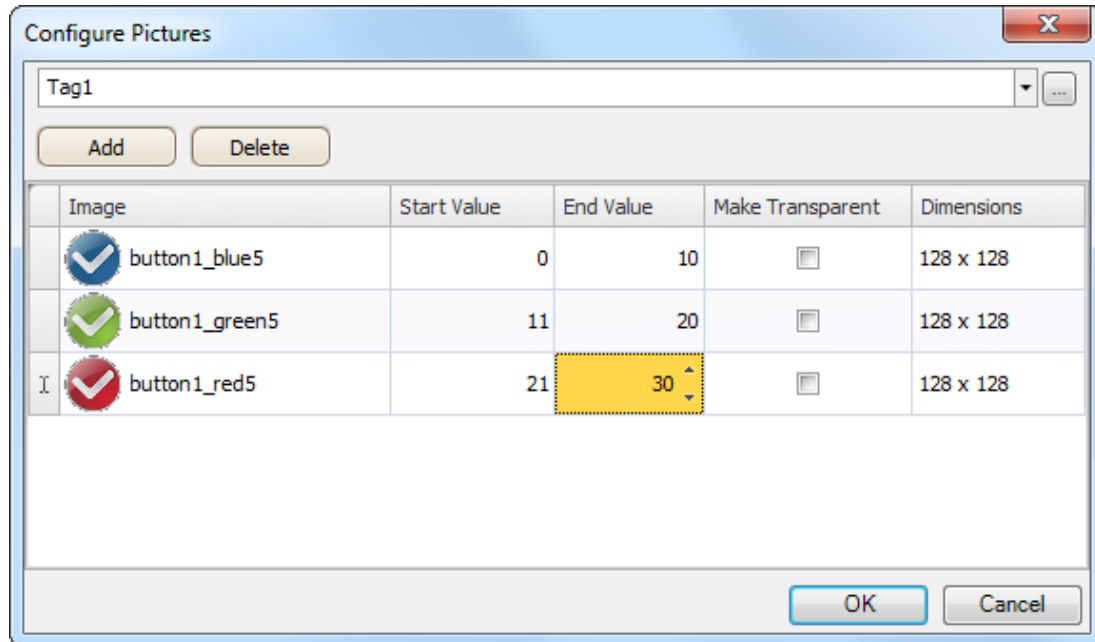 Configure Pictures
Tag1
...
Add Delete
Image Start Value End Value Make Transparent Dimensions
button1_blue5 0 10 128 x 128
button1_green5 11 20 128 x 128
button1_red5 21 30 128 x 128
OK Cancel